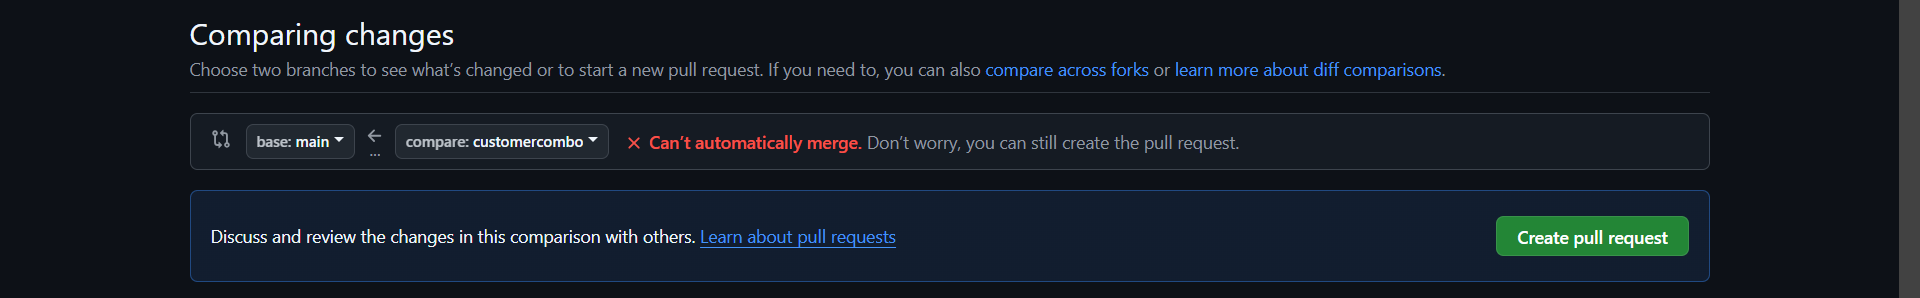 Comparing changes
Choose two branches to see what’s changed or to start a new pull request. If you need to, you can also compare across forks or learn more about diff comparisons.
base: main ... compare: customercombo Can’t automatically merge. Don’t worry, you can still create the pull request.
Discuss and review the changes in this comparison with others. Learn about pull requests Create pull request